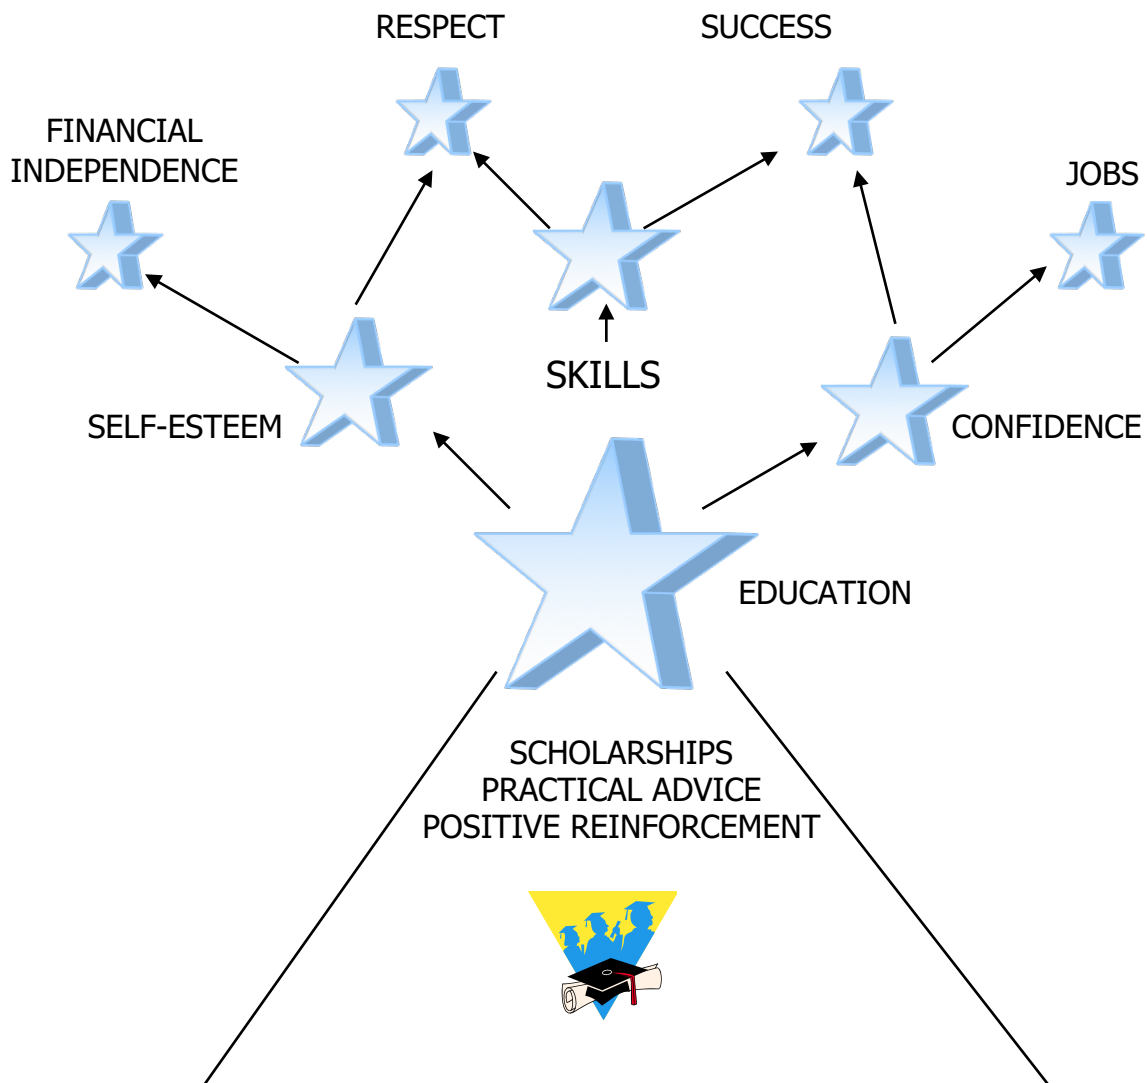 RESPECT
SUCCESS
FINANCIAL
INDEPENDENCE
JOBS
SKILLS
SELF-ESTEEM
CONFIDENCE
EDUCATION
SCHOLARSHIPS
PRACTICAL ADVICE
POSITIVE REINFORCEMENT